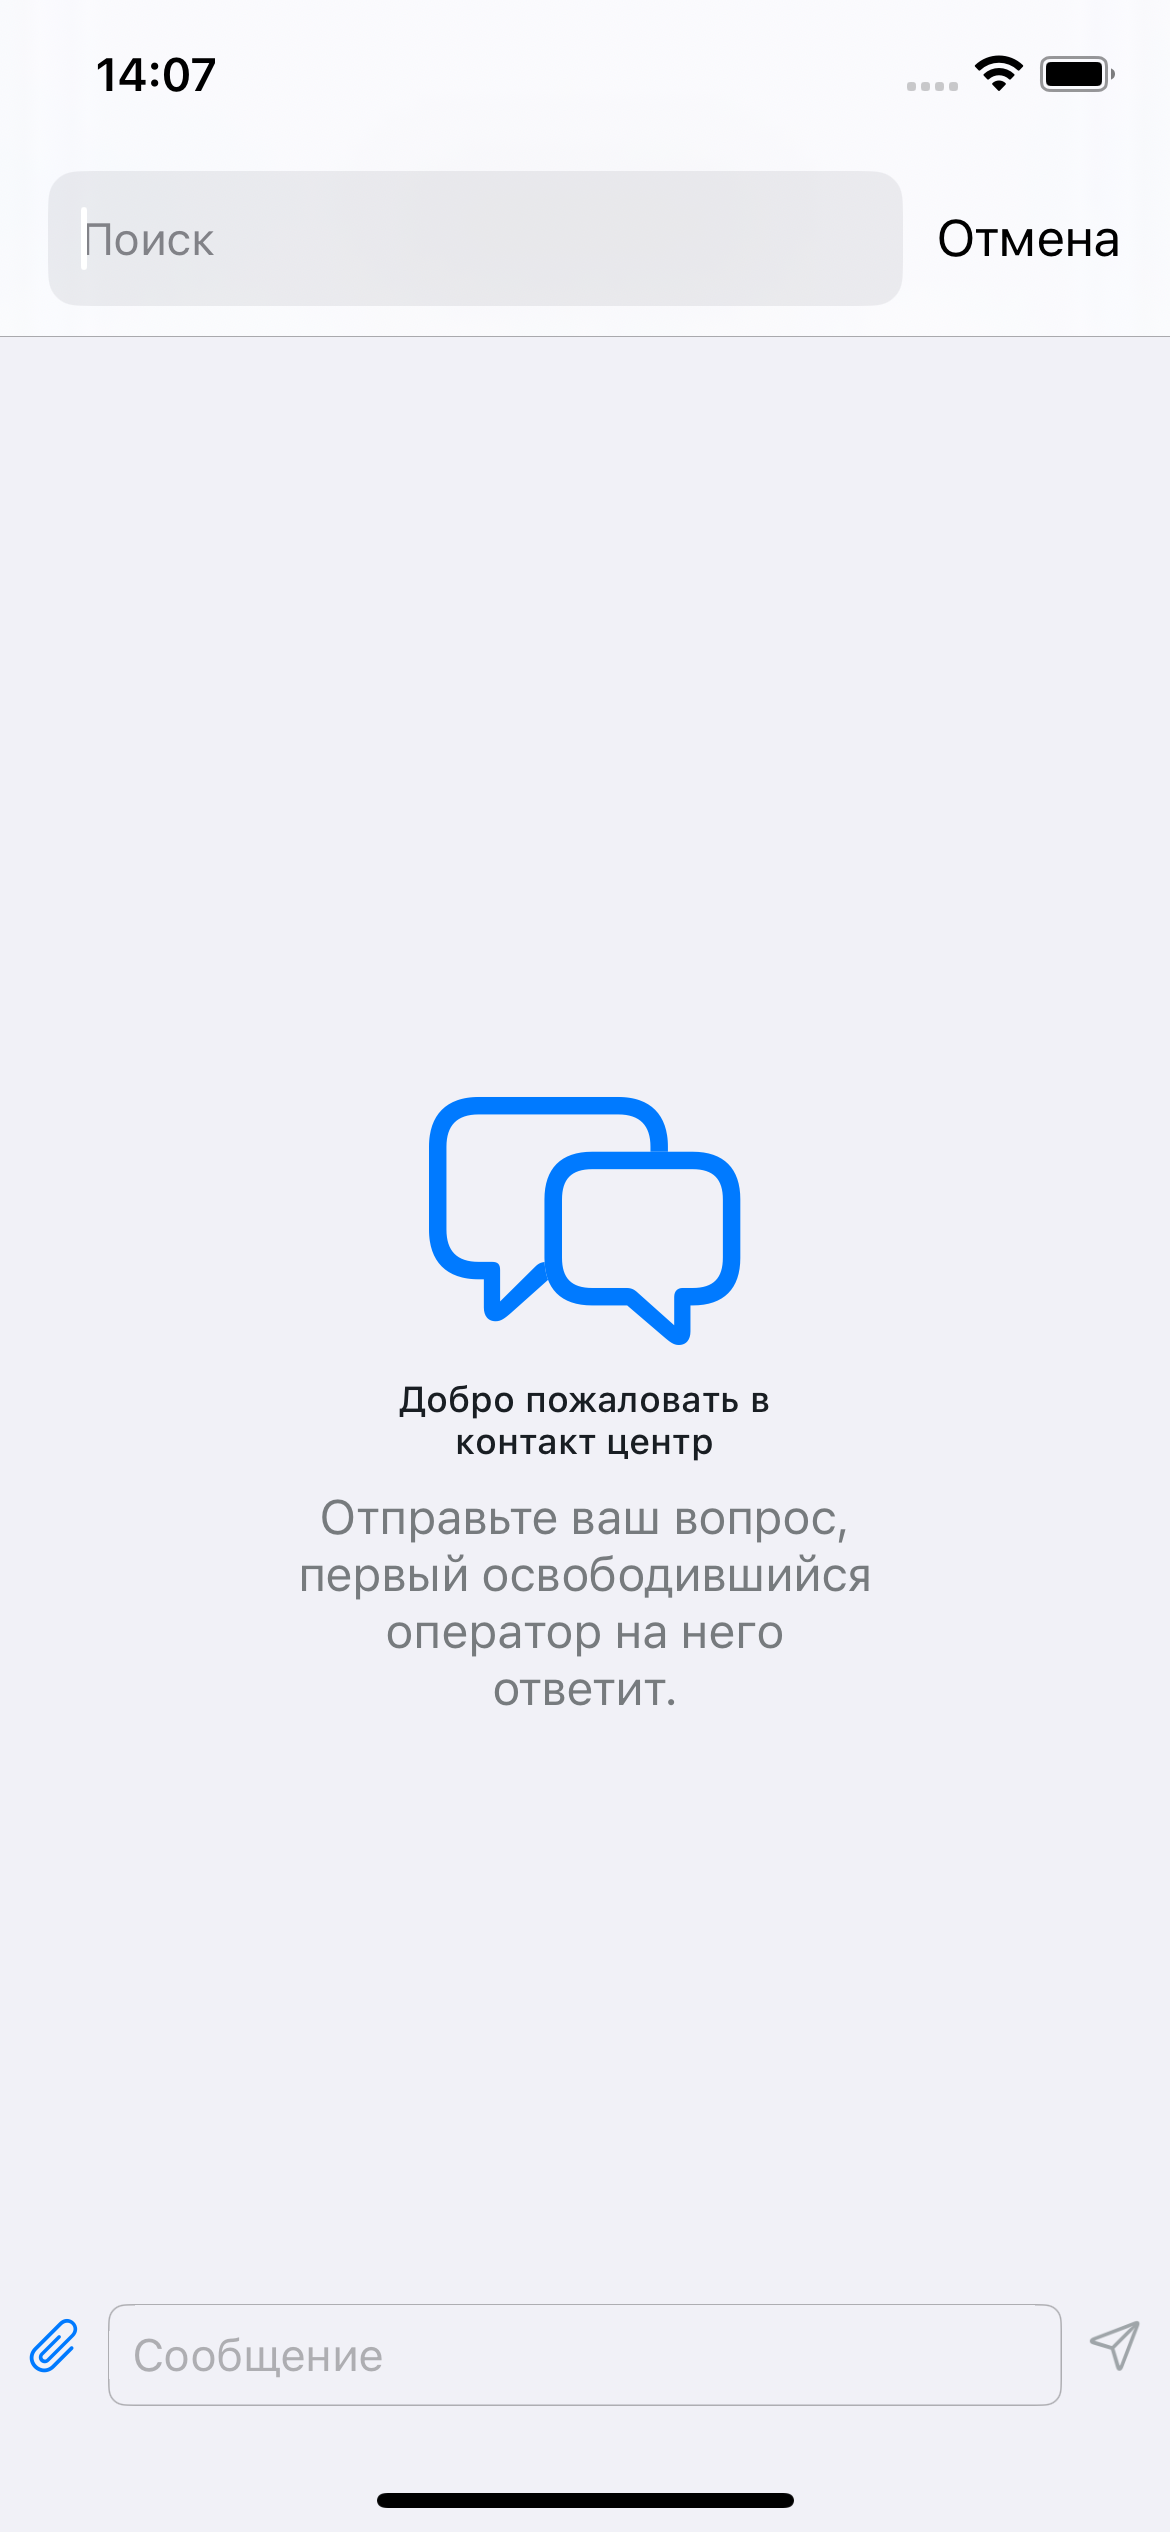 14:07
Поиск
Отмена
Добро пожаловать в
контакт центр
Отправьте ваш вопрос,
первый освободившийся
оператор на него
ответит.
Сообщение